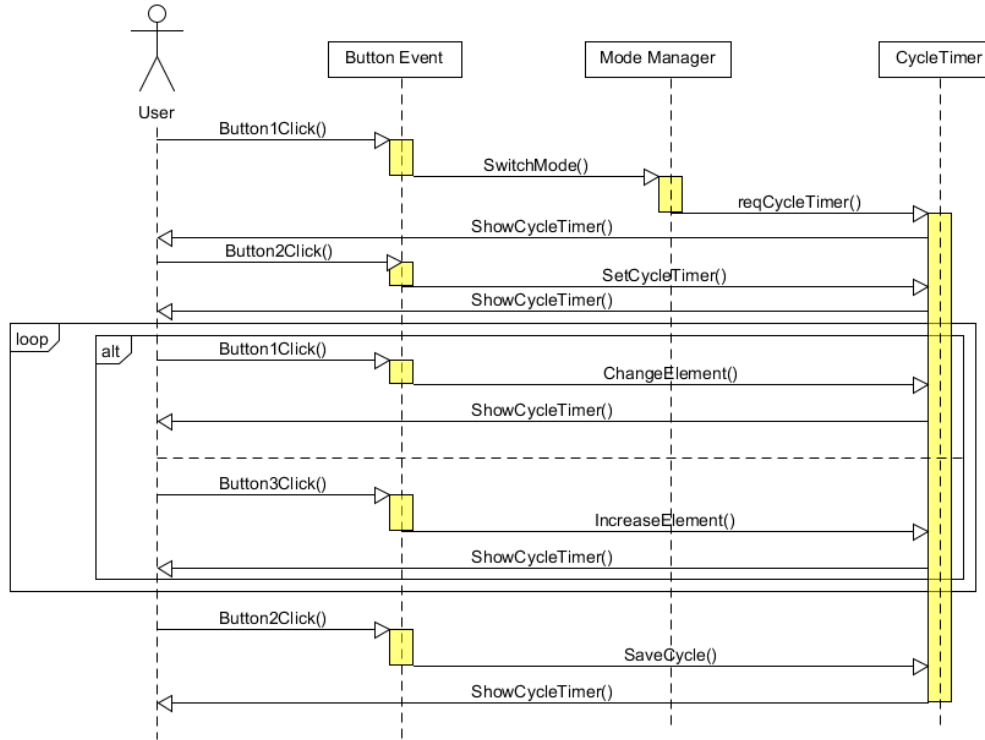 Button Event
Mode Manager
CycleTimer
User
Button1Click()
SwitchMode()
reqCycleTimer()
ShowCycleTimer()
Button2Click()
SetCycleTimer()
ShowCycleTimer()
loop
alt
Button1Click()
ChangeElement()
ShowCycleTimer()
Button3Click()
IncreaseElement()
ShowCycleTimer()
Button2Click()
SaveCycle()
ShowCycleTimer()